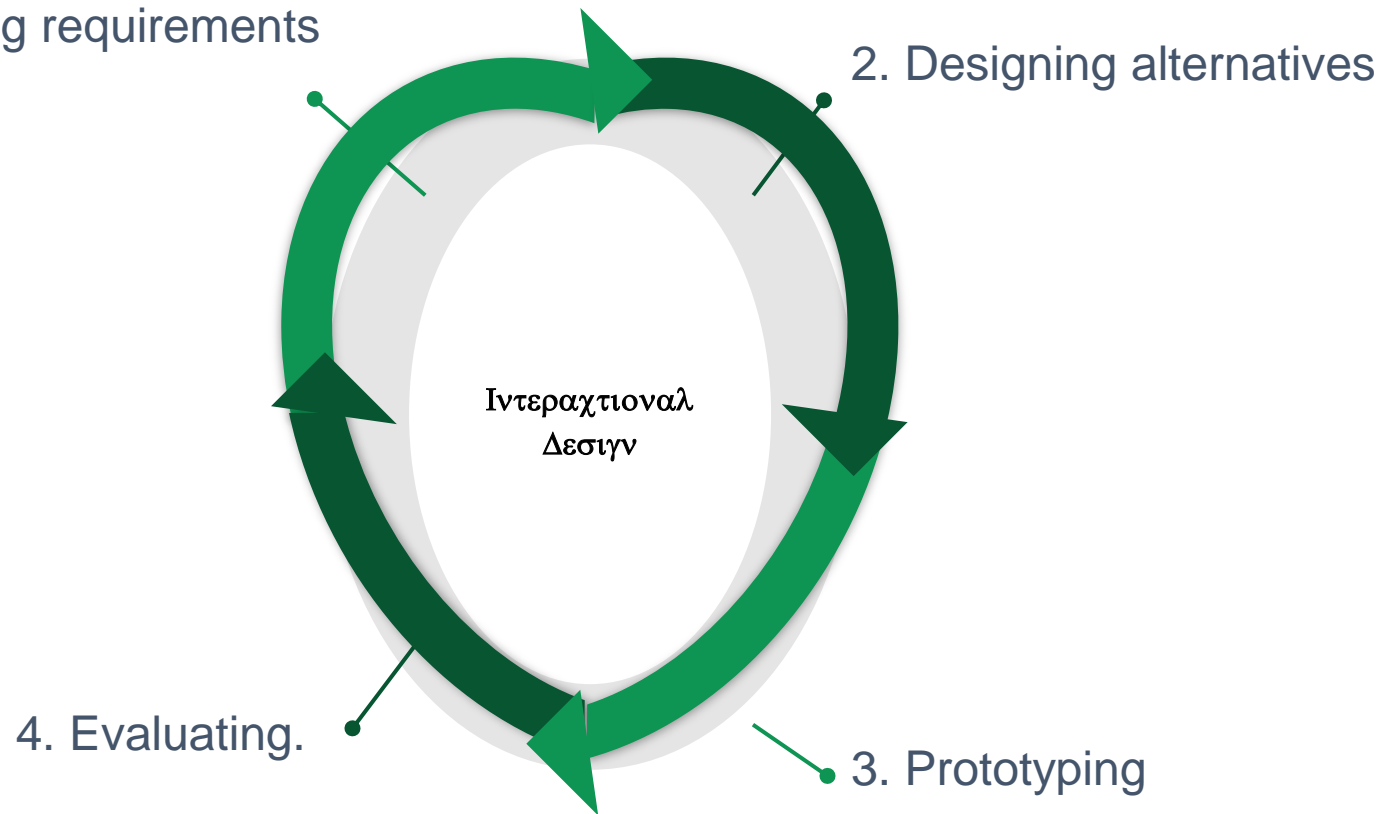 g requirements
2. Designing alternatives
Ιντεραχτιοναλ
Δεσιγν
4. Evaluating.
3. Prototyping